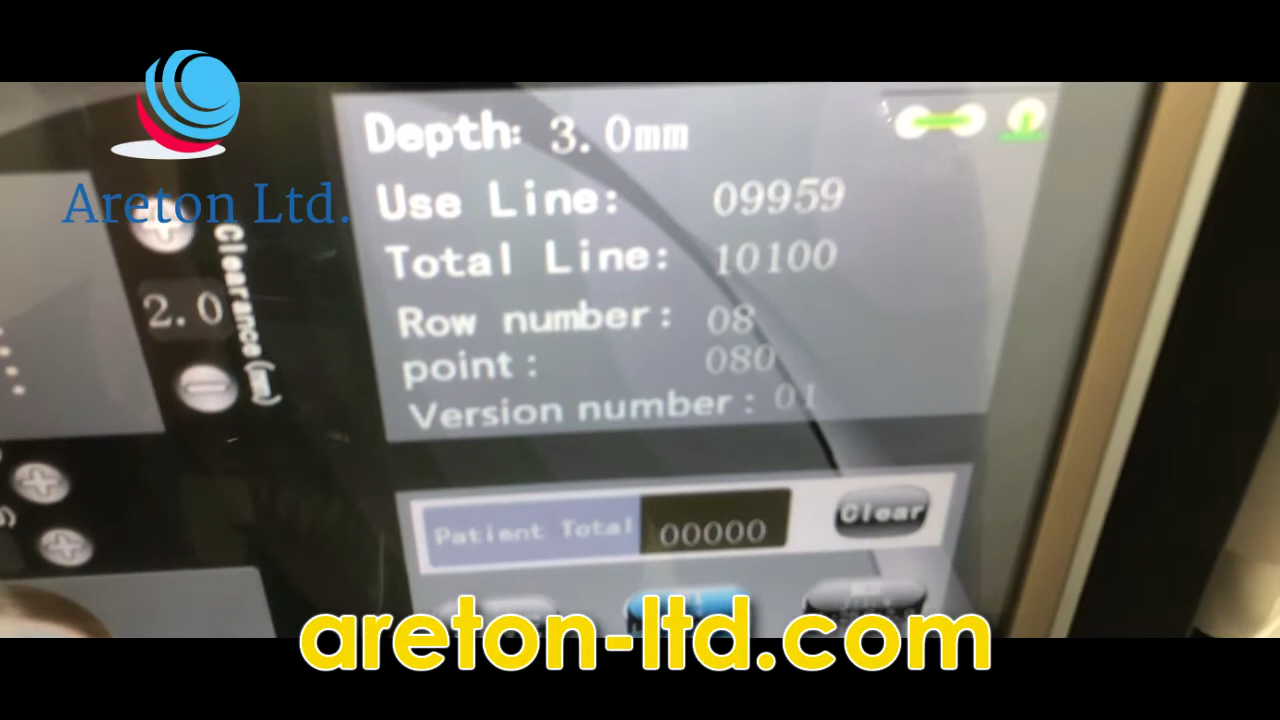 Areton Ltd.
Depth: 3.0mm
Use Line: 09959
Total Line: 10100
Row number: 08
point: 080
Version number: 01
2.0
Clearance(mm)
Patient Total 00000
Clear
areton-ltd.com